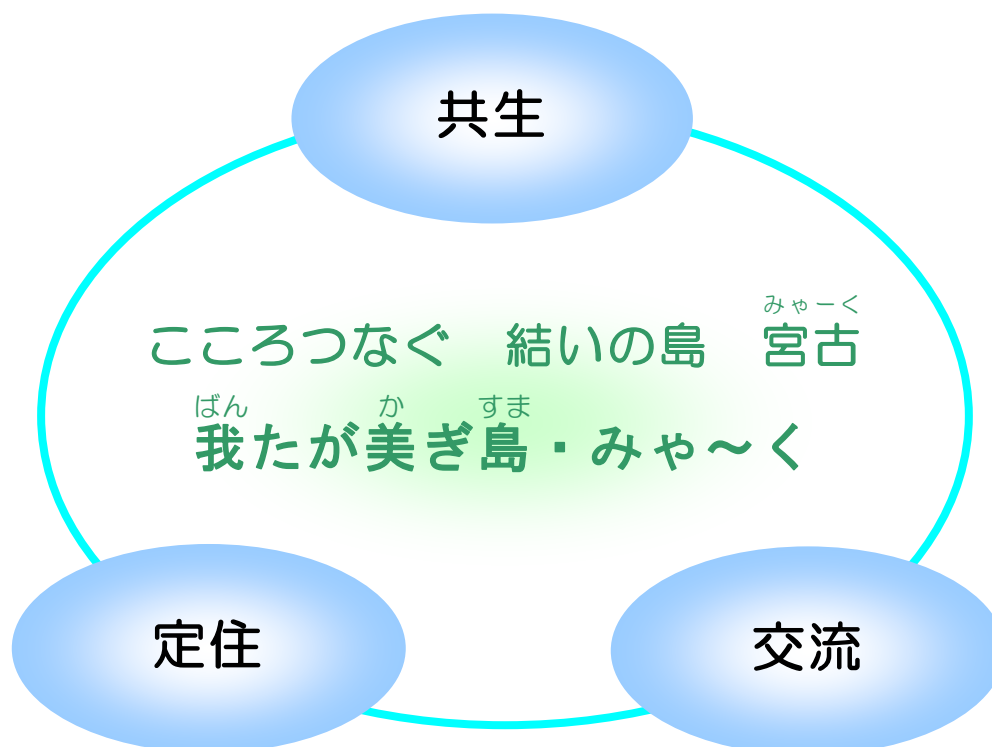 共生
みゃーく
こころつなぐ　結いの島　宮古
ばん　か　すま
我たが美ぎ島・みゃ～く
定住　交流